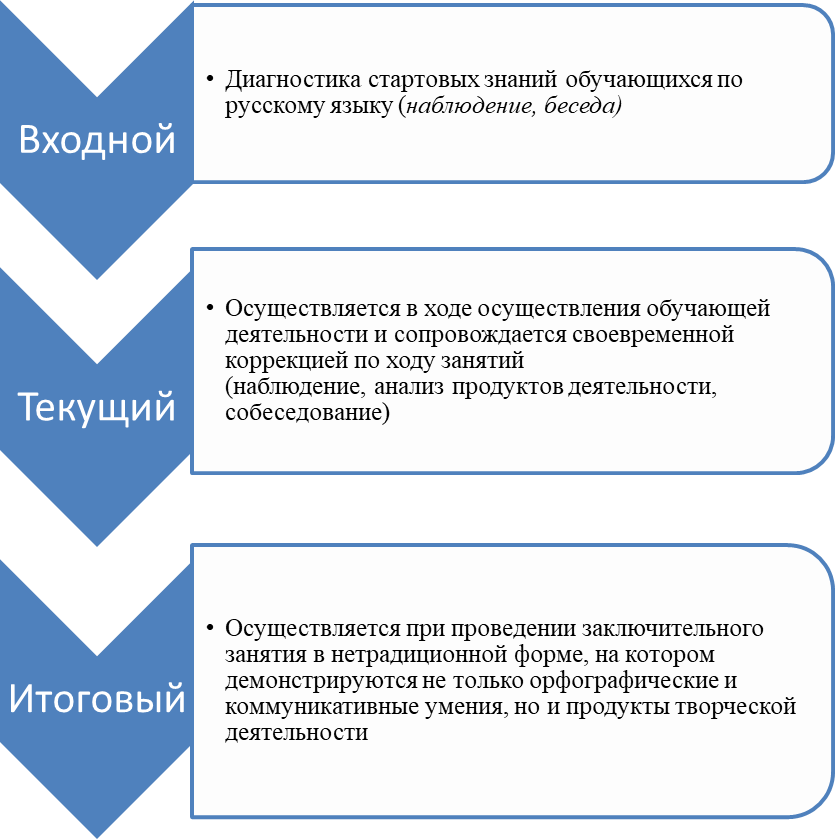 Входной
• Диагностика стартовых знаний обучающихся по
русскому языку (наблюдение, беседа)
Текущий
• Осуществляется в ходе осуществления обучающей
деятельности и сопровождается своевременной
коррекцией по ходу занятий
(наблюдение, анализ продуктов деятельности,
собеседование)
Итоговый
• Осуществляется при проведении заключительного
занятия в нетрадиционной форме, на котором
демонстрируются не только орфографические и
коммуникативные умения, но и продукты творческой
деятельности